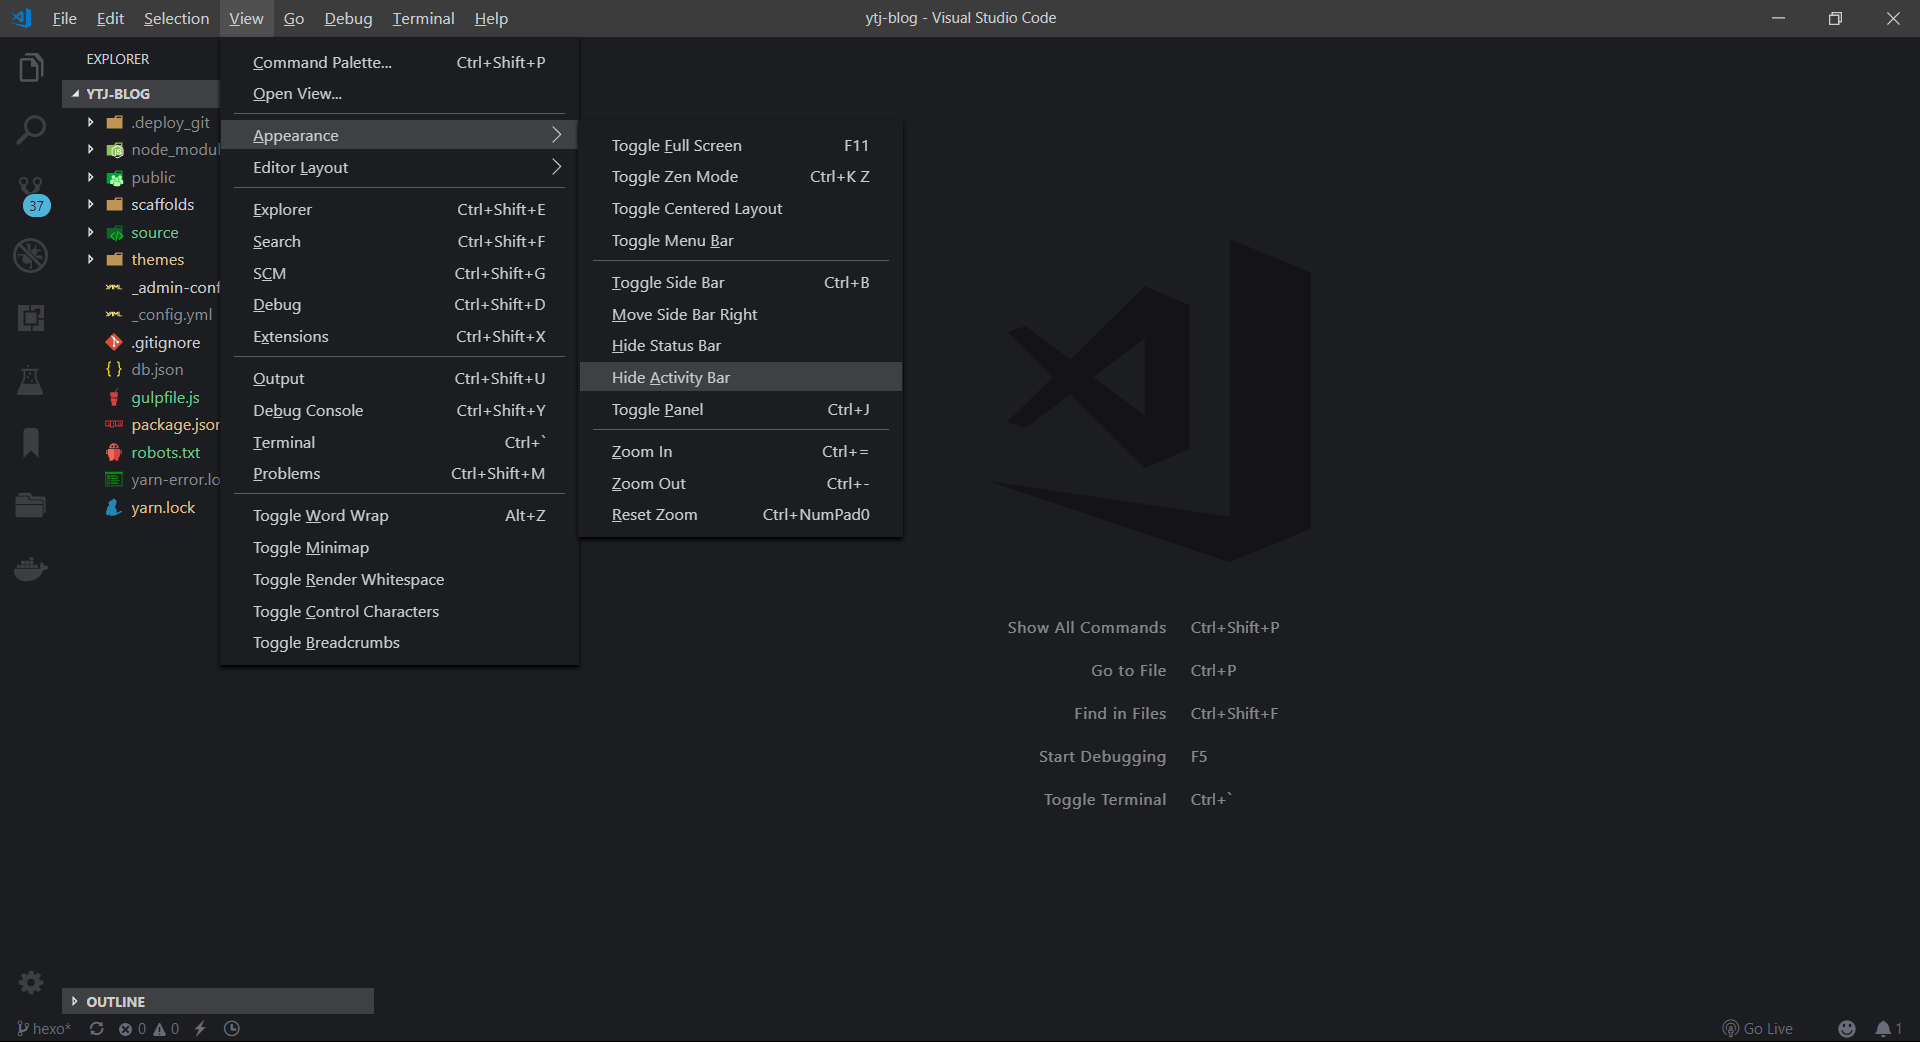 File Edit Selection View Go Debug Terminal Help
ytj-blog - Visual Studio Code
EXPLORER
YTJ-BLOG
.deploy_git
node_modul
public
scaffolds
source
themes
_admin-conf
_config.yml
.gitignore
db.json
gulpfile.js
package.json
robots.txt
yarn-error.lo
yarn.lock
37
Command Palette... Ctrl+Shift+P
Open View...
Appearance
Editor Layout
Explorer Ctrl+Shift+E
Search Ctrl+Shift+F
SCM Ctrl+Shift+G
Debug Ctrl+Shift+D
Extensions Ctrl+Shift+X
Output Ctrl+Shift+U
Debug Console Ctrl+Shift+Y
Terminal Ctrl+`
Problems Ctrl+Shift+M
Toggle Word Wrap Alt+Z
Toggle Minimap
Toggle Render Whitespace
Toggle Control Characters
Toggle Breadcrumbs
Toggle Full Screen F11
Toggle Zen Mode Ctrl+K Z
Toggle Centered Layout
Toggle Menu Bar
Toggle Side Bar Ctrl+B
Move Side Bar Right
Hide Status Bar
Hide Activity Bar
Toggle Panel Ctrl+J
Zoom In Ctrl+=
Zoom Out Ctrl+-
Reset Zoom Ctrl+NumPad0
Show All Commands Ctrl+Shift+P
Go to File Ctrl+P
Find in Files Ctrl+Shift+F
Start Debugging F5
Toggle Terminal Ctrl+`
OUTLINE
hexo* 0 0
Go Live 1